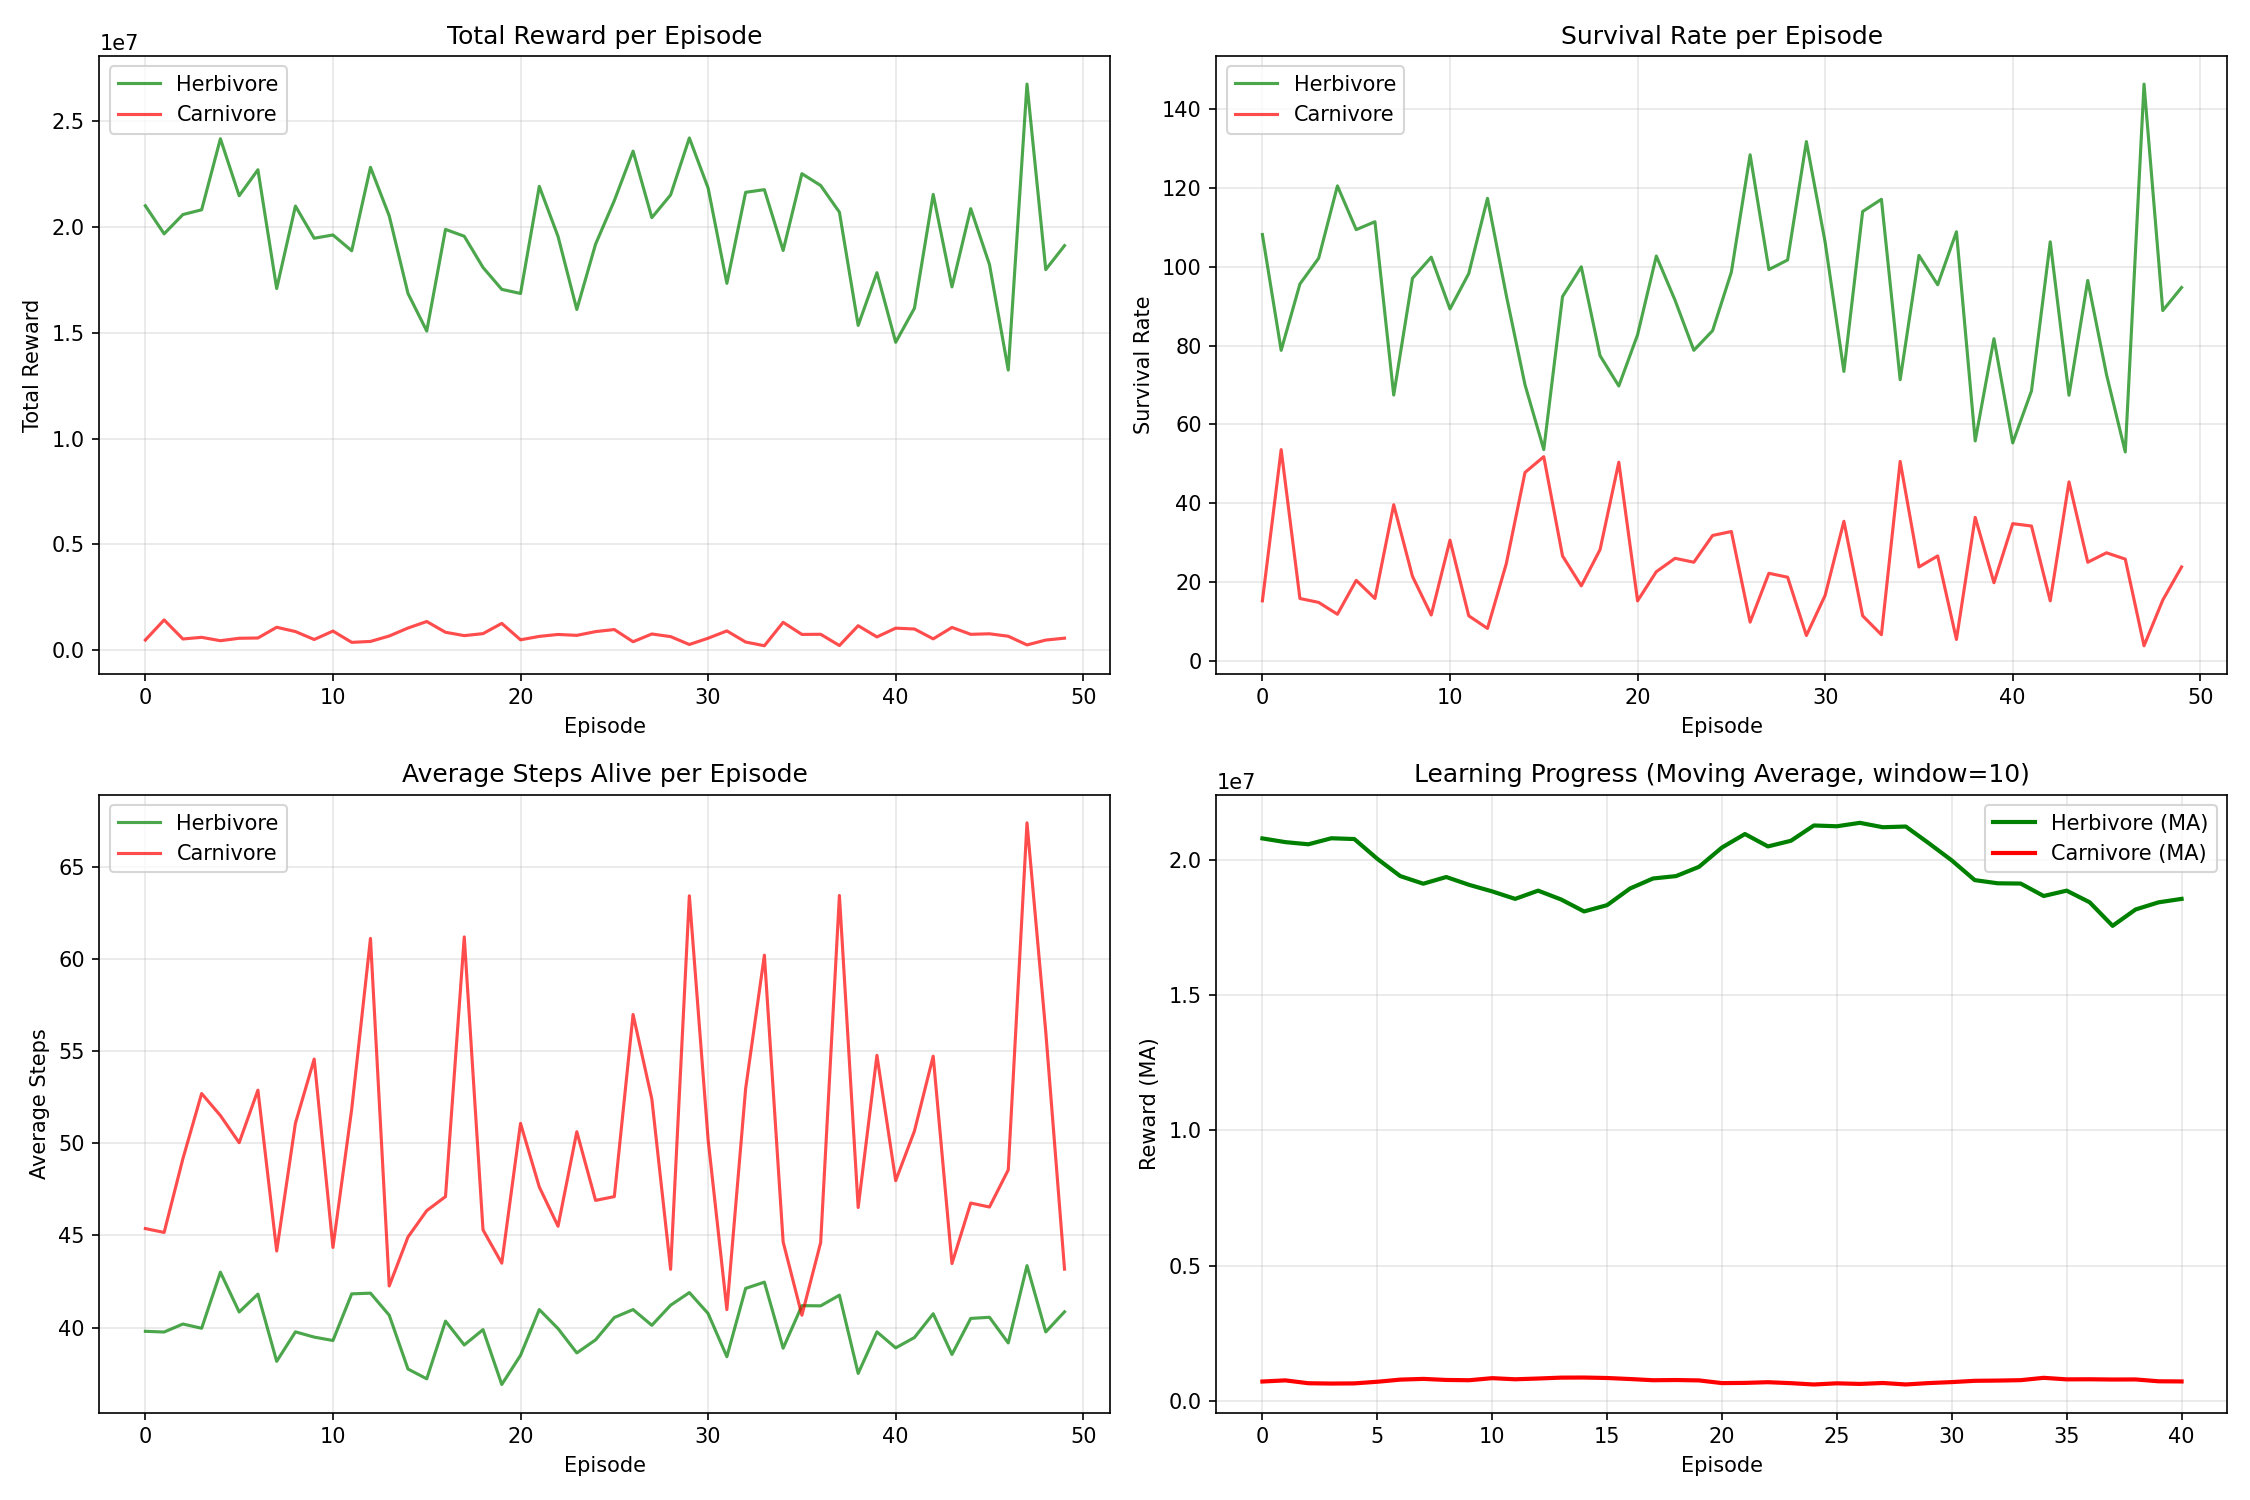 Total Reward per Episode
1e7
Herbivore
Carnivore
2.5
2.0
1.5
1.0
0.5
0.0
Total Reward
0 10 20 30 40 50
Episode
Survival Rate per Episode
Herbivore
Carnivore
140
120
100
80
60
40
20
0
Survival Rate
0 10 20 30 40 50
Episode
Average Steps Alive per Episode
Herbivore
Carnivore
65
60
55
50
45
40
Average Steps
0 10 20 30 40 50
Episode
Learning Progress (Moving Average, window=10)
1e7
Herbivore (MA)
Carnivore (MA)
2.0
1.5
1.0
0.5
0.0
Reward (MA)
0 5 10 15 20 25 30 35 40
Episode